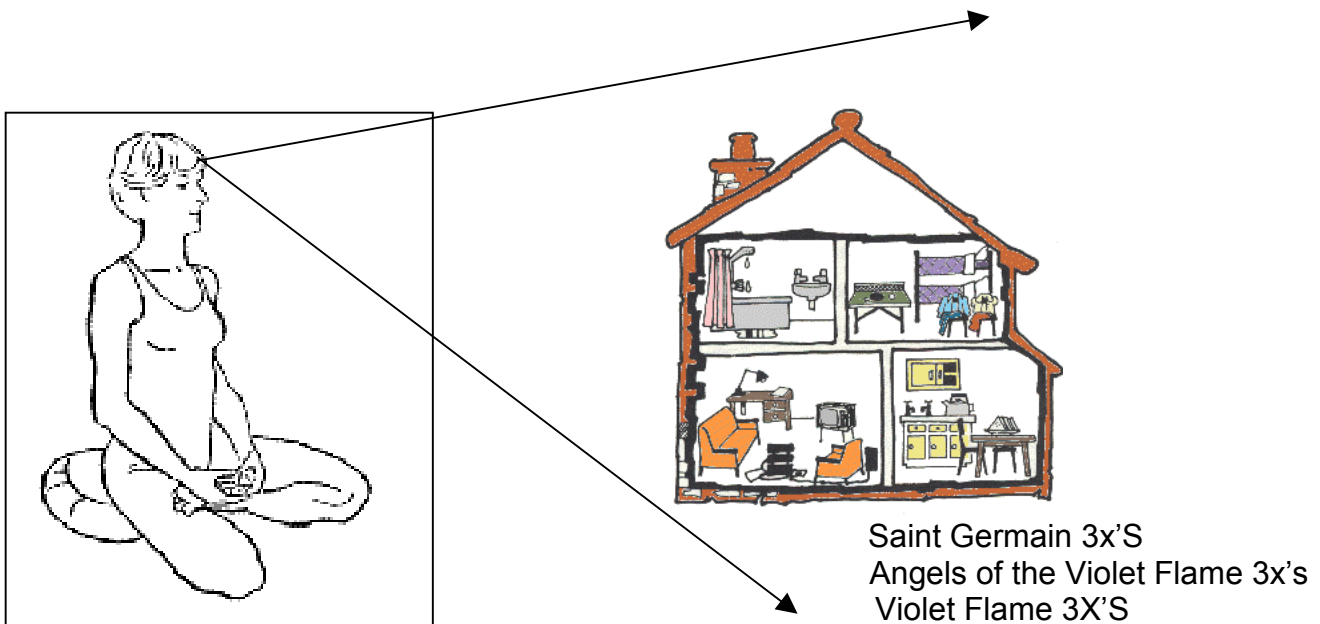 Saint Germain 3x’S
Angels of the Violet Flame 3x’s
Violet Flame 3X’S